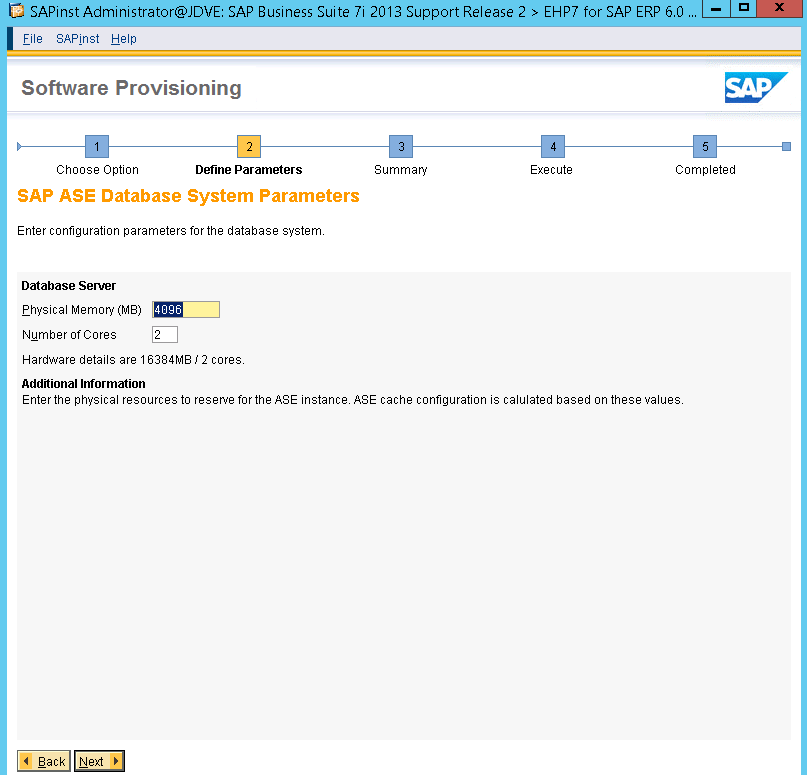 SAPinst Administrator@JDVE: SAP Business Suite 7i 2013 Support Release 2 > EHP7 for SAP ERP 6.0 ...
File SAPinst Help
Software Provisioning
SAP
1 2 3 4 5
Choose Option Define Parameters Summary Execute Completed
SAP ASE Database System Parameters
Enter configuration parameters for the database system.
Database Server
Physical Memory (MB) 4096
Number of Cores 2
Hardware details are 16384MB / 2 cores.
Additional Information
Enter the physical resources to reserve for the ASE instance. ASE cache configuration is calulated based on these values.
Back Next